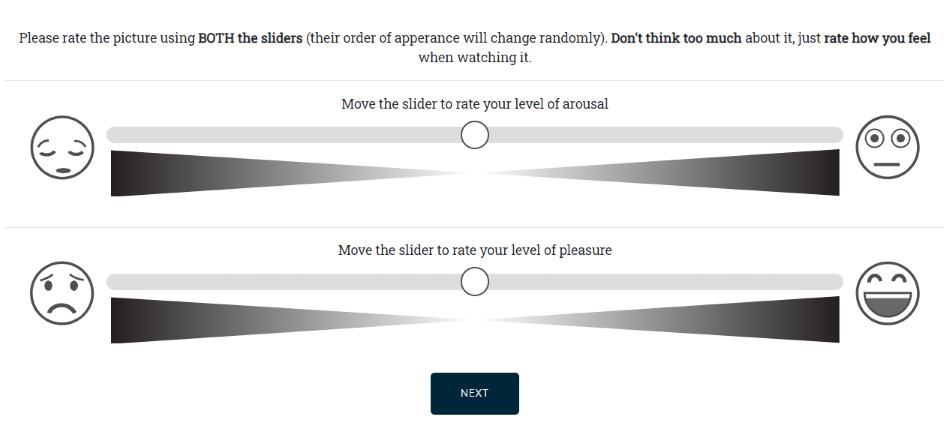 Please rate the picture using BOTH the sliders (their order of apperance will change randomly). Don't think too much about it, just rate how you feel
when watching it.
Move the slider to rate your level of arousal
Move the slider to rate your level of pleasure
NEXT